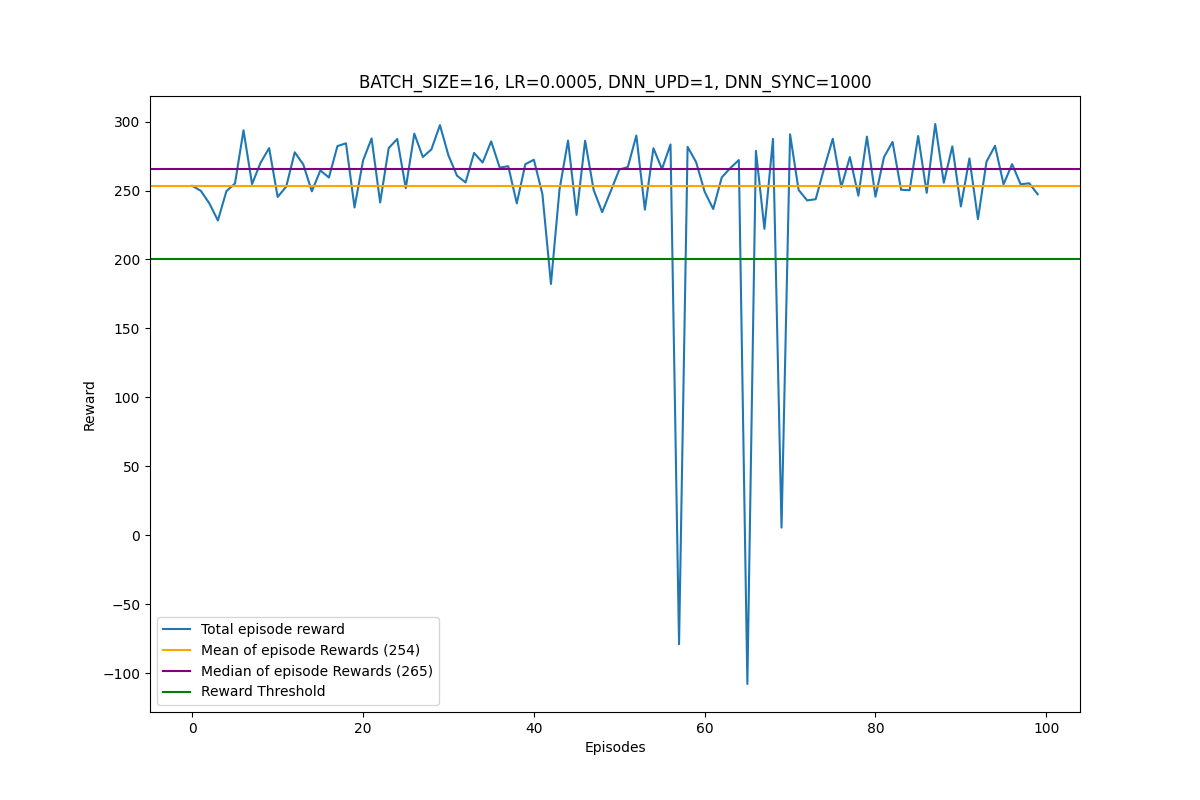 BATCH_SIZE=16, LR=0.0005, DNN_UPD=1, DNN_SYNC=1000
300
250
200
150
100
50
0
−50
−100
Reward
Total episode reward
Mean of episode Rewards (254)
Median of episode Rewards (265)
Reward Threshold
0 20 40 60 80 100
Episodes